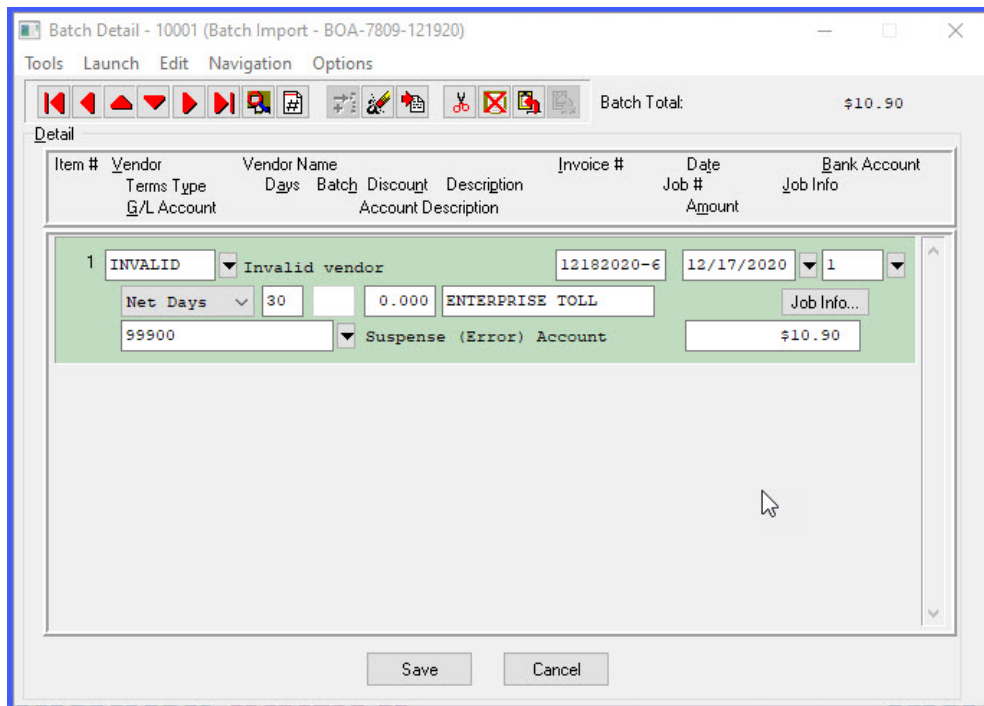 Batch Detail - 10001 (Batch Import - BOA-7809-121920)
Tools Launch Edit Navigation Options
Batch Total: $10.90
Detail
Item # Vendor Vendor Name Invoice # Date Bank Account
Terms Type Days Batch Discount Description Job # Job Info
G/L Account Account Description Amount
1 INVALID Invalid vendor 12182020-6 12/17/2020 1
Net Days 30 0.000 ENTERPRISE TOLL Job Info...
99900 Suspense (Error) Account $10.90
Save Cancel